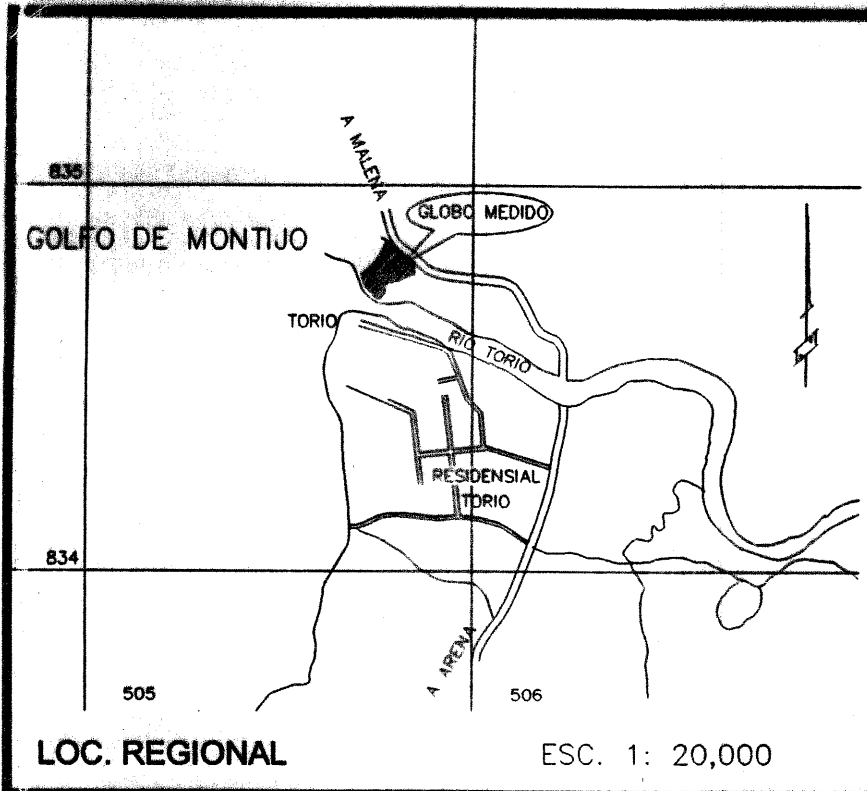 A MALENA
835
GLOBO MEDIDO
GOLFO DE MONTIJO
TORIO
RIO TORIO
RESIDENSIAL
TORIO
834
A ARENA
505
506
LOC. REGIONAL
ESC. 1: 20,000